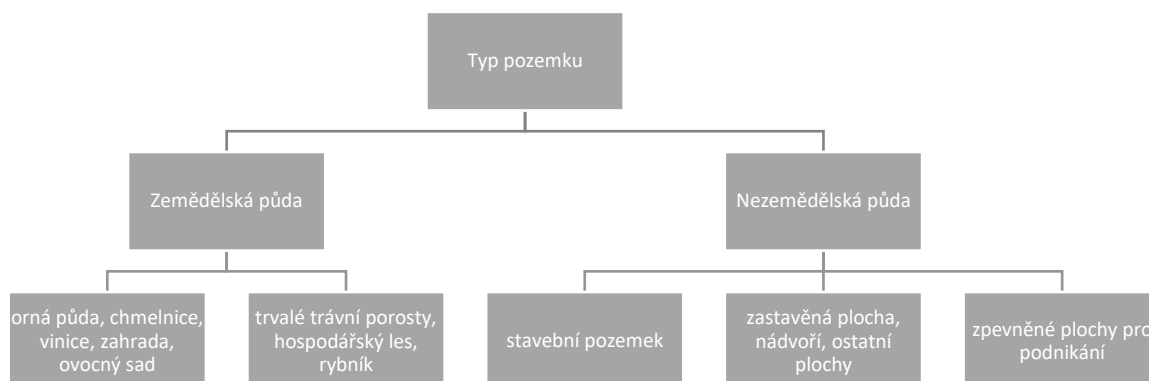 Typ pozemku
Zemědělská půda
Nezemědělská půda
orná půda, chmelnice,
vinice, zahrada,
ovocný sad
trvalé trávní porosty,
hospodářský les,
rybník
stavební pozemek
zastavěná plocha,
nádvoří, ostatní
plochy
zpevněné plochy pro
podnikání